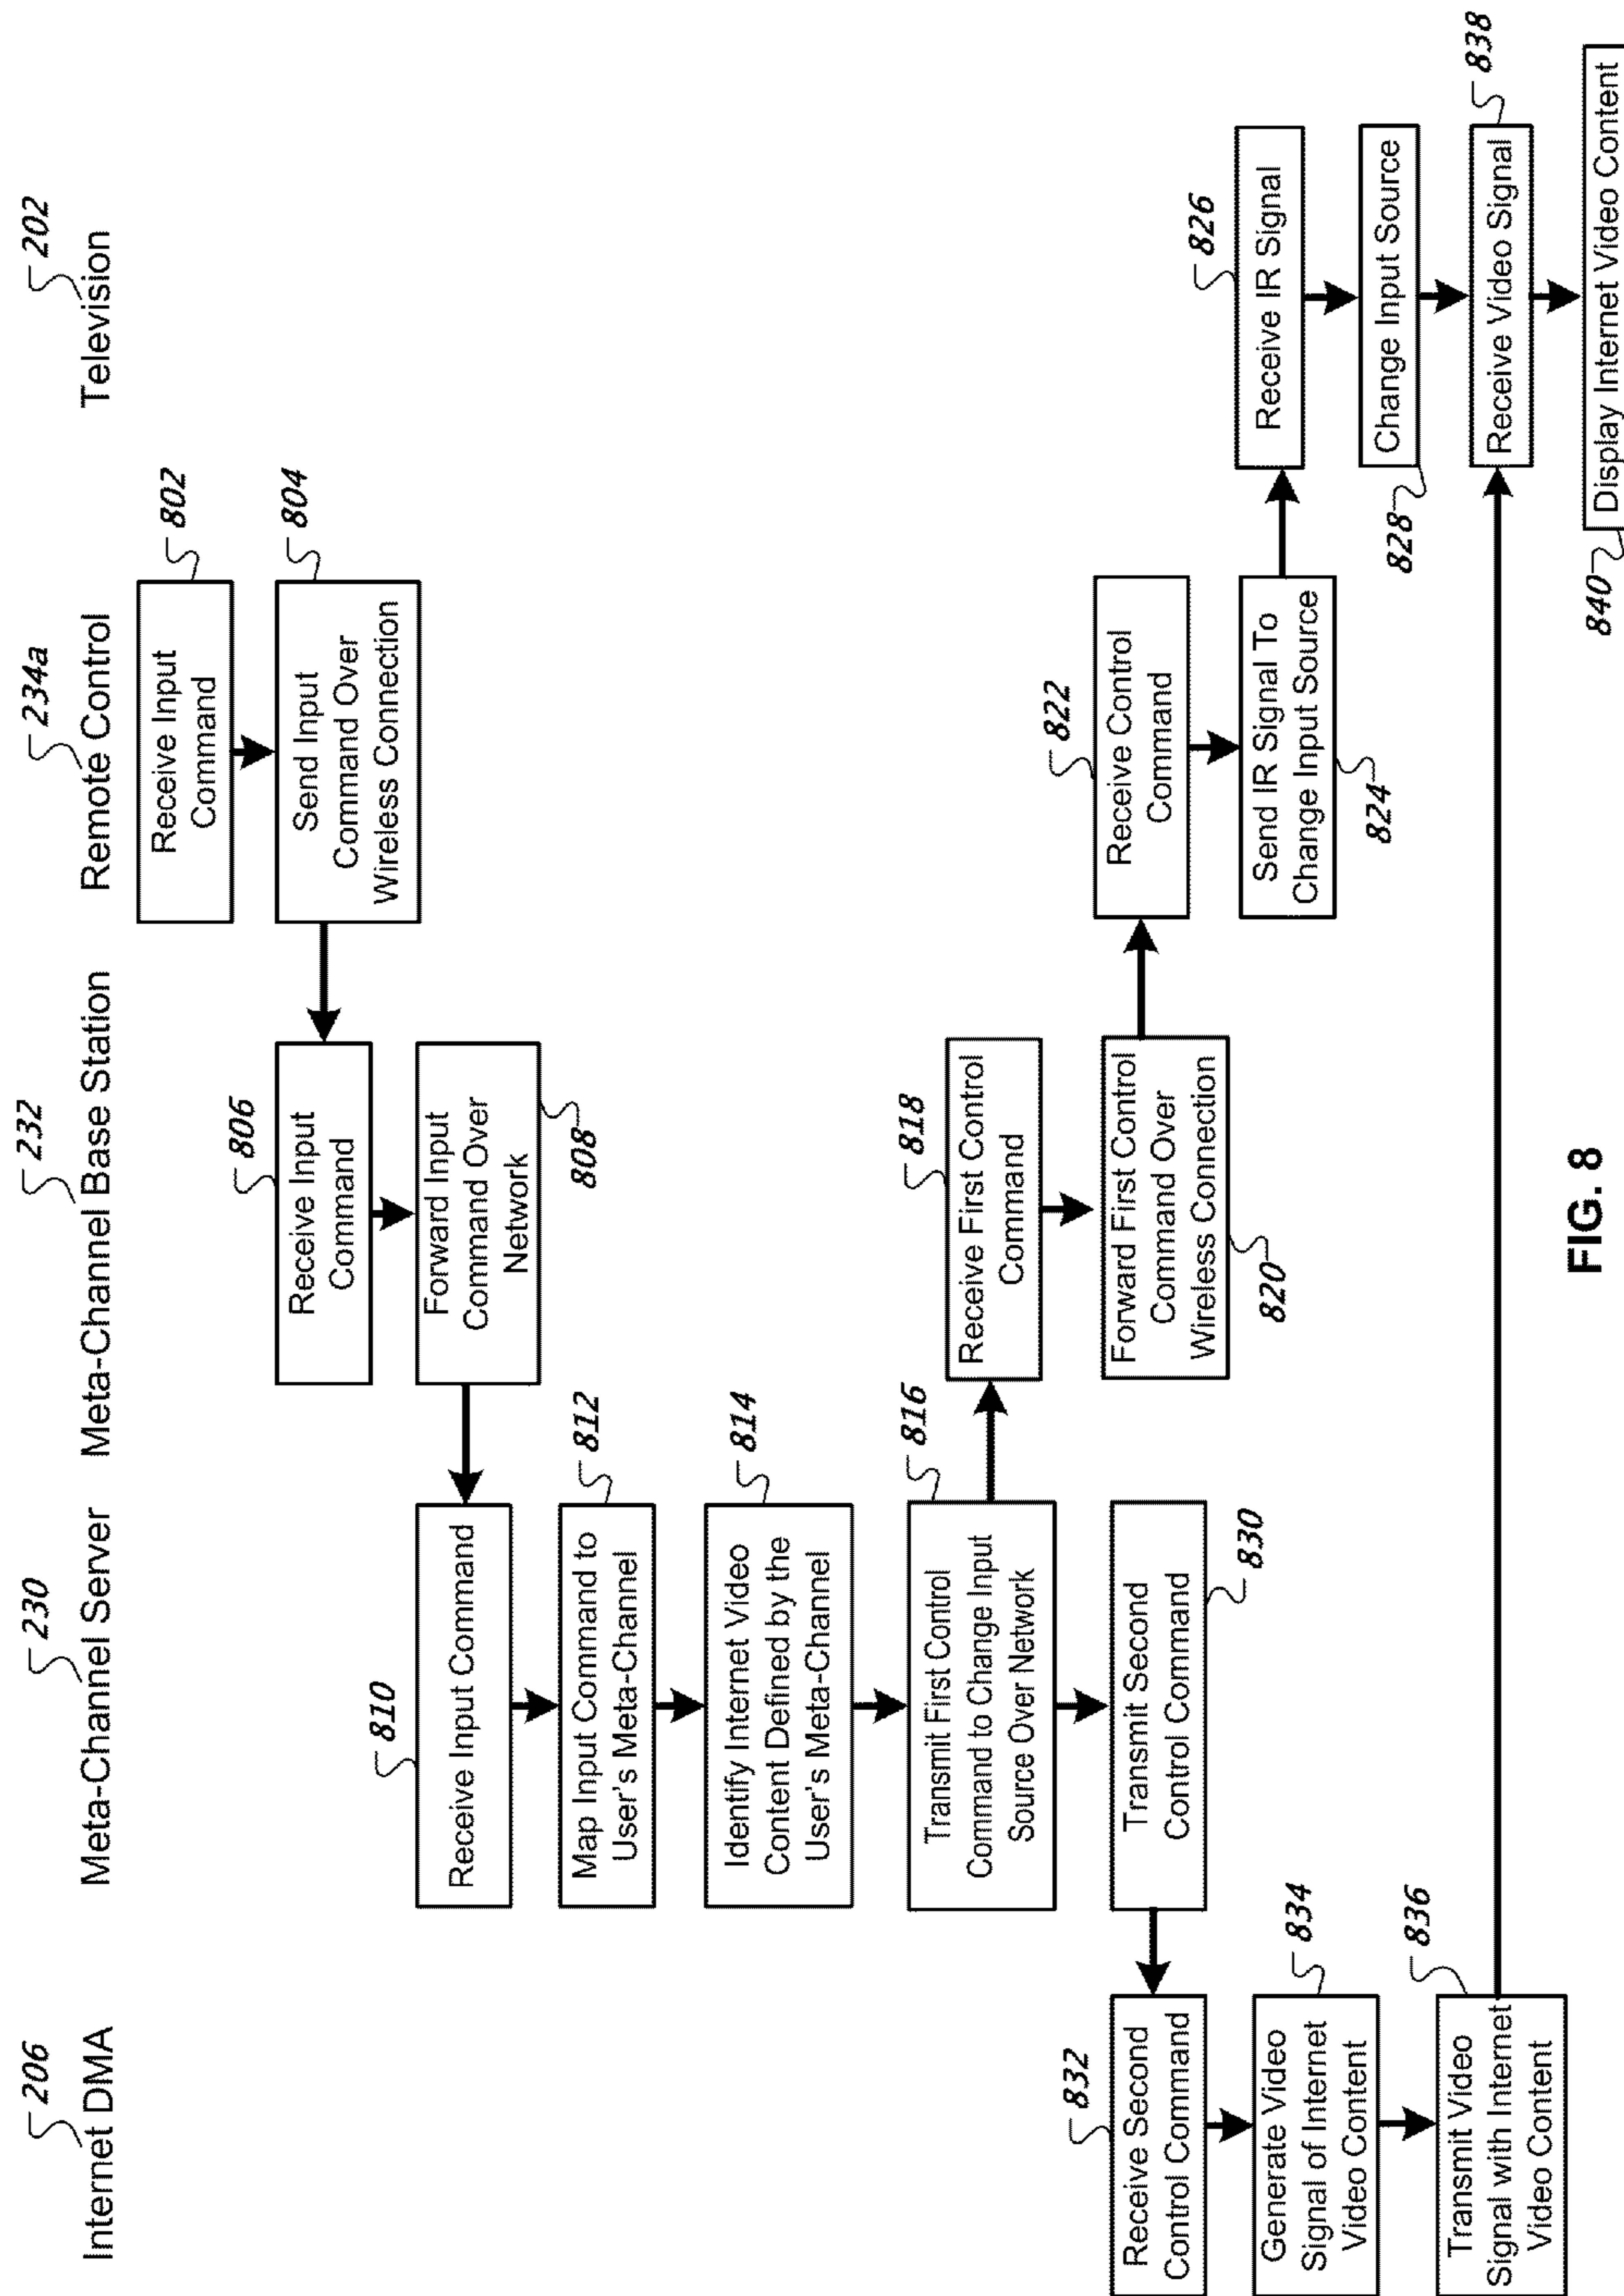 206
Internet DMA
230
Meta-Channel Server
232
Meta-Channel Base Station
234a
Remote Control
202
Television
Receive Input
Command
802
Send Input
Command Over
Wireless Connection
804
806
Receive Input
Command
Forward Input
Command Over
Network
808
810
Receive Input Command
Map Input Command to
User's Meta-Channel
812
Identify Internet Video
Content Defined by the
User's Meta-Channel
814
Transmit First Control
Command to Change Input
Source Over Network
816
818
Receive First Control
Command
Forward First Control
Command Over
Wireless Connection
820
822
Receive Control
Command
Send IR Signal To
Change Input Source
824
826
Receive IR Signal
Change Input Source
828
Transmit Second
Control Command
830
832
Receive Second
Control Command
Generate Video
Signal of Internet
Video Content
834
Transmit Video
Signal with Internet
Video Content
836
Receive Video Signal
838
840
Display Internet Video Content
FIG. 8